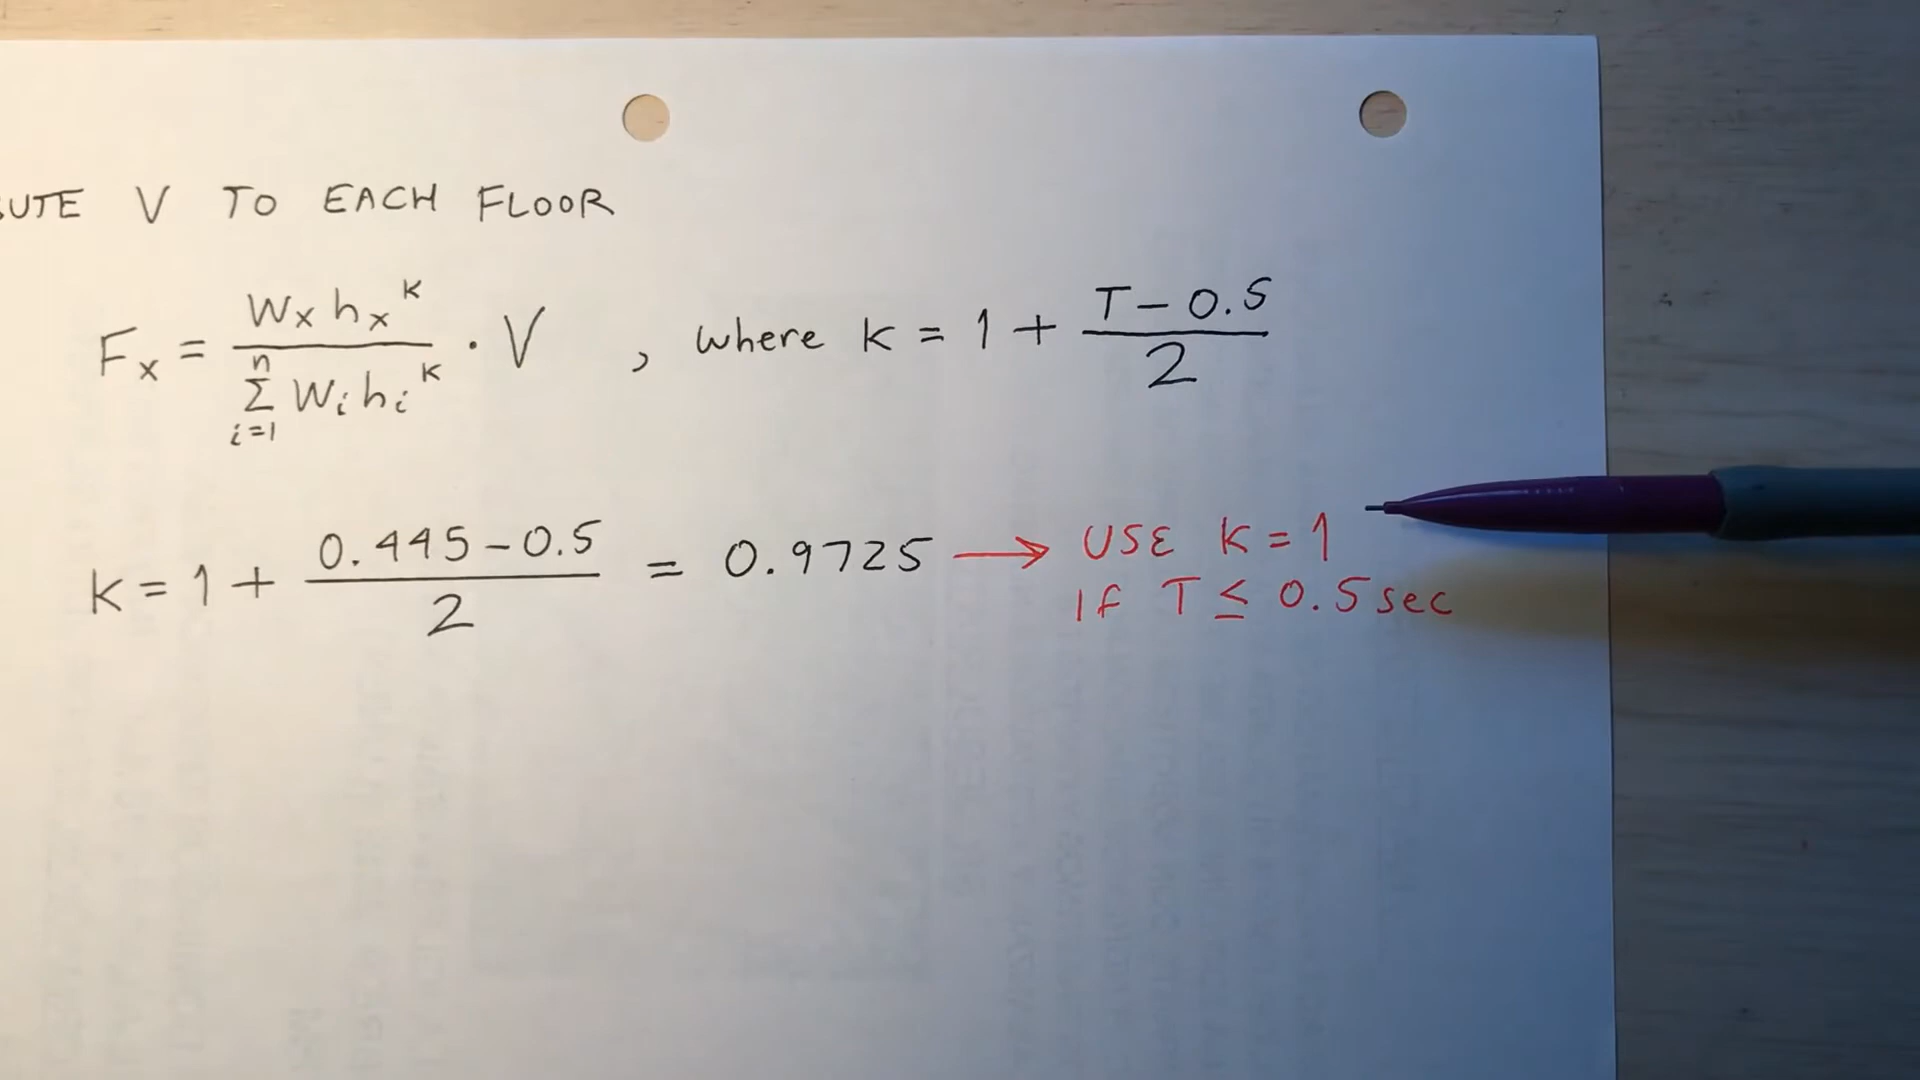 UTE V TO EACH FLOOR
Fx = Wx hx^k / Σ(i=1 to n) Wi hi^k · V , where k = 1 + (T - 0.5) / 2
k = 1 + (0.445 - 0.5) / 2 = 0.9725 → USE k = 1
If T ≤ 0.5 sec